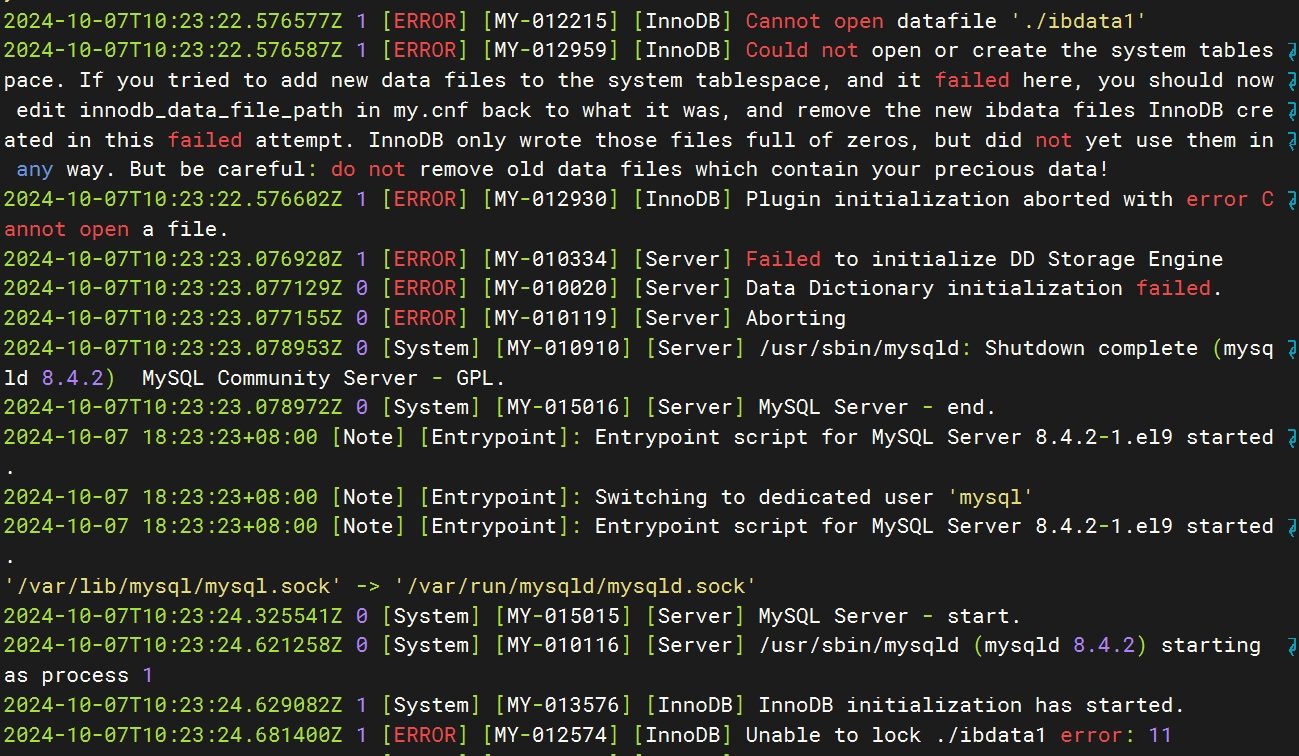 2024-10-07T10:23:22.576577Z 1 [ERROR] [MY-012215] [InnoDB] Cannot open datafile './ibdata1'
2024-10-07T10:23:22.576587Z 1 [ERROR] [MY-012959] [InnoDB] Could not open or create the system tables
pace. If you tried to add new data files to the system tablespace, and it failed here, you should now
 edit innodb_data_file_path in my.cnf back to what it was, and remove the new ibdata files InnoDB cre
ated in this failed attempt. InnoDB only wrote those files full of zeros, but did not yet use them in
 any way. But be careful: do not remove old data files which contain your precious data!
2024-10-07T10:23:22.576602Z 1 [ERROR] [MY-012930] [InnoDB] Plugin initialization aborted with error C
annot open a file.
2024-10-07T10:23:23.076920Z 1 [ERROR] [MY-010334] [Server] Failed to initialize DD Storage Engine
2024-10-07T10:23:23.077129Z 0 [ERROR] [MY-010020] [Server] Data Dictionary initialization failed.
2024-10-07T10:23:23.077155Z 0 [ERROR] [MY-010119] [Server] Aborting
2024-10-07T10:23:23.078953Z 0 [System] [MY-010910] [Server] /usr/sbin/mysqld: Shutdown complete (mysq
ld 8.4.2)  MySQL Community Server - GPL.
2024-10-07T10:23:23.078972Z 0 [System] [MY-015016] [Server] MySQL Server - end.
2024-10-07 18:23:23+08:00 [Note] [Entrypoint]: Entrypoint script for MySQL Server 8.4.2-1.el9 started
.
2024-10-07 18:23:23+08:00 [Note] [Entrypoint]: Switching to dedicated user 'mysql'
2024-10-07 18:23:23+08:00 [Note] [Entrypoint]: Entrypoint script for MySQL Server 8.4.2-1.el9 started
.
'/var/lib/mysql/mysql.sock' -> '/var/run/mysqld/mysqld.sock'
2024-10-07T10:23:24.325541Z 0 [System] [MY-015015] [Server] MySQL Server - start.
2024-10-07T10:23:24.621258Z 0 [System] [MY-010116] [Server] /usr/sbin/mysqld (mysqld 8.4.2) starting
as process 1
2024-10-07T10:23:24.629082Z 1 [System] [MY-013576] [InnoDB] InnoDB initialization has started.
2024-10-07T10:23:24.681400Z 1 [ERROR] [MY-012574] [InnoDB] Unable to lock ./ibdata1 error: 11